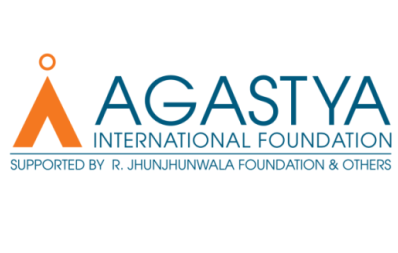 AGASTYA
INTERNATIONAL FOUNDATION
SUPPORTED BY R. JHUNJHUNWALA FOUNDATION & OTHERS